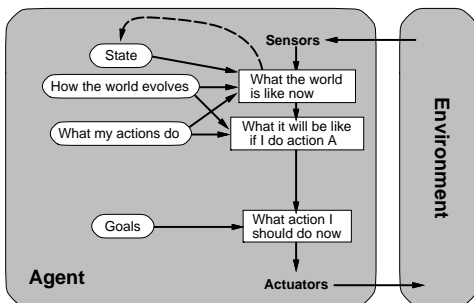 Sensors
State
How the world evolves
What my actions do
What the world
is like now
What it will be like
if I do action A
Goals
What action I
should do now
Agent
Actuators
Environment